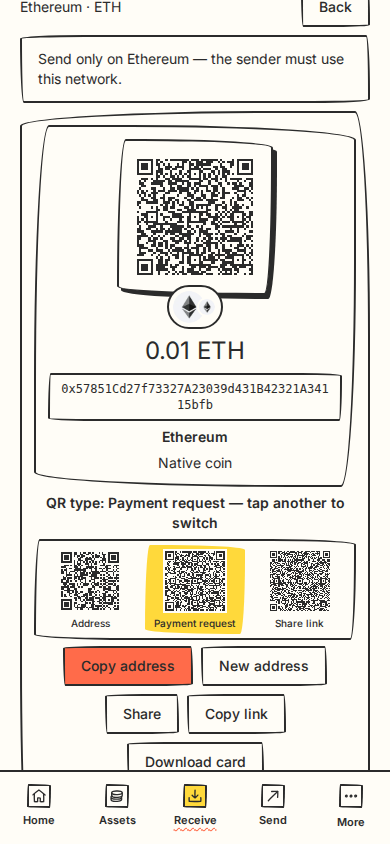 Ethereum · ETH
Back
Send only on Ethereum — the sender must use
this network.
0.01 ETH
0x57851Cd27f73327A23039d431B42321A341
15bfb
Ethereum
Native coin
QR type: Payment request — tap another to
switch
Address
Payment request
Share link
Copy address
New address
Share
Copy link
Download card
Home
Assets
Receive
Send
More